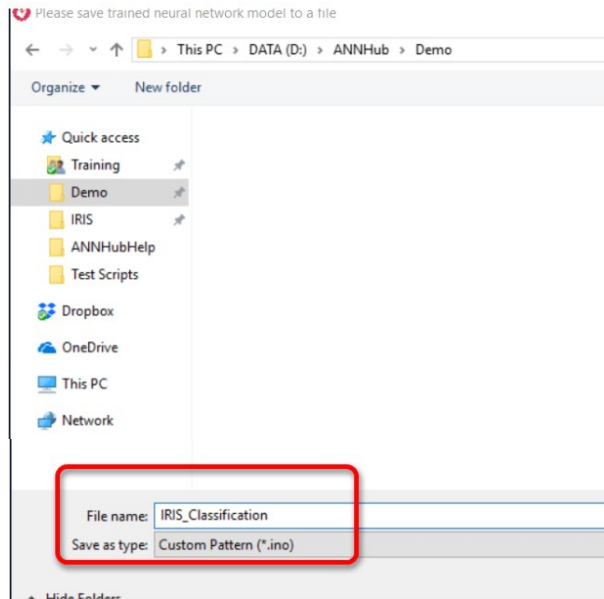 Please save trained neural network model to a file
This PC > DATA (D:) > ANNHub > Demo
Organize New folder
Quick access
Training
Demo
IRIS
ANNHubHelp
Test Scripts
Dropbox
OneDrive
This PC
Network
File name: IRIS_Classification
Save as type: Custom Pattern (*.ino)
Hide Folders